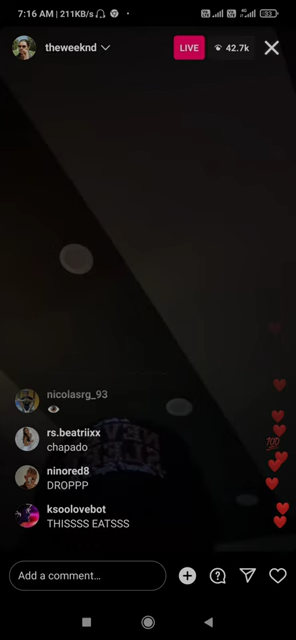 7:16 AM | 211KB/s
33
theweeknd
LIVE
42.7k
nicolasrg_93
rs.beatriixx
chapado
ninored8
DROPPP
ksoolovebot
THISSSS EATSSS
Add a comment...